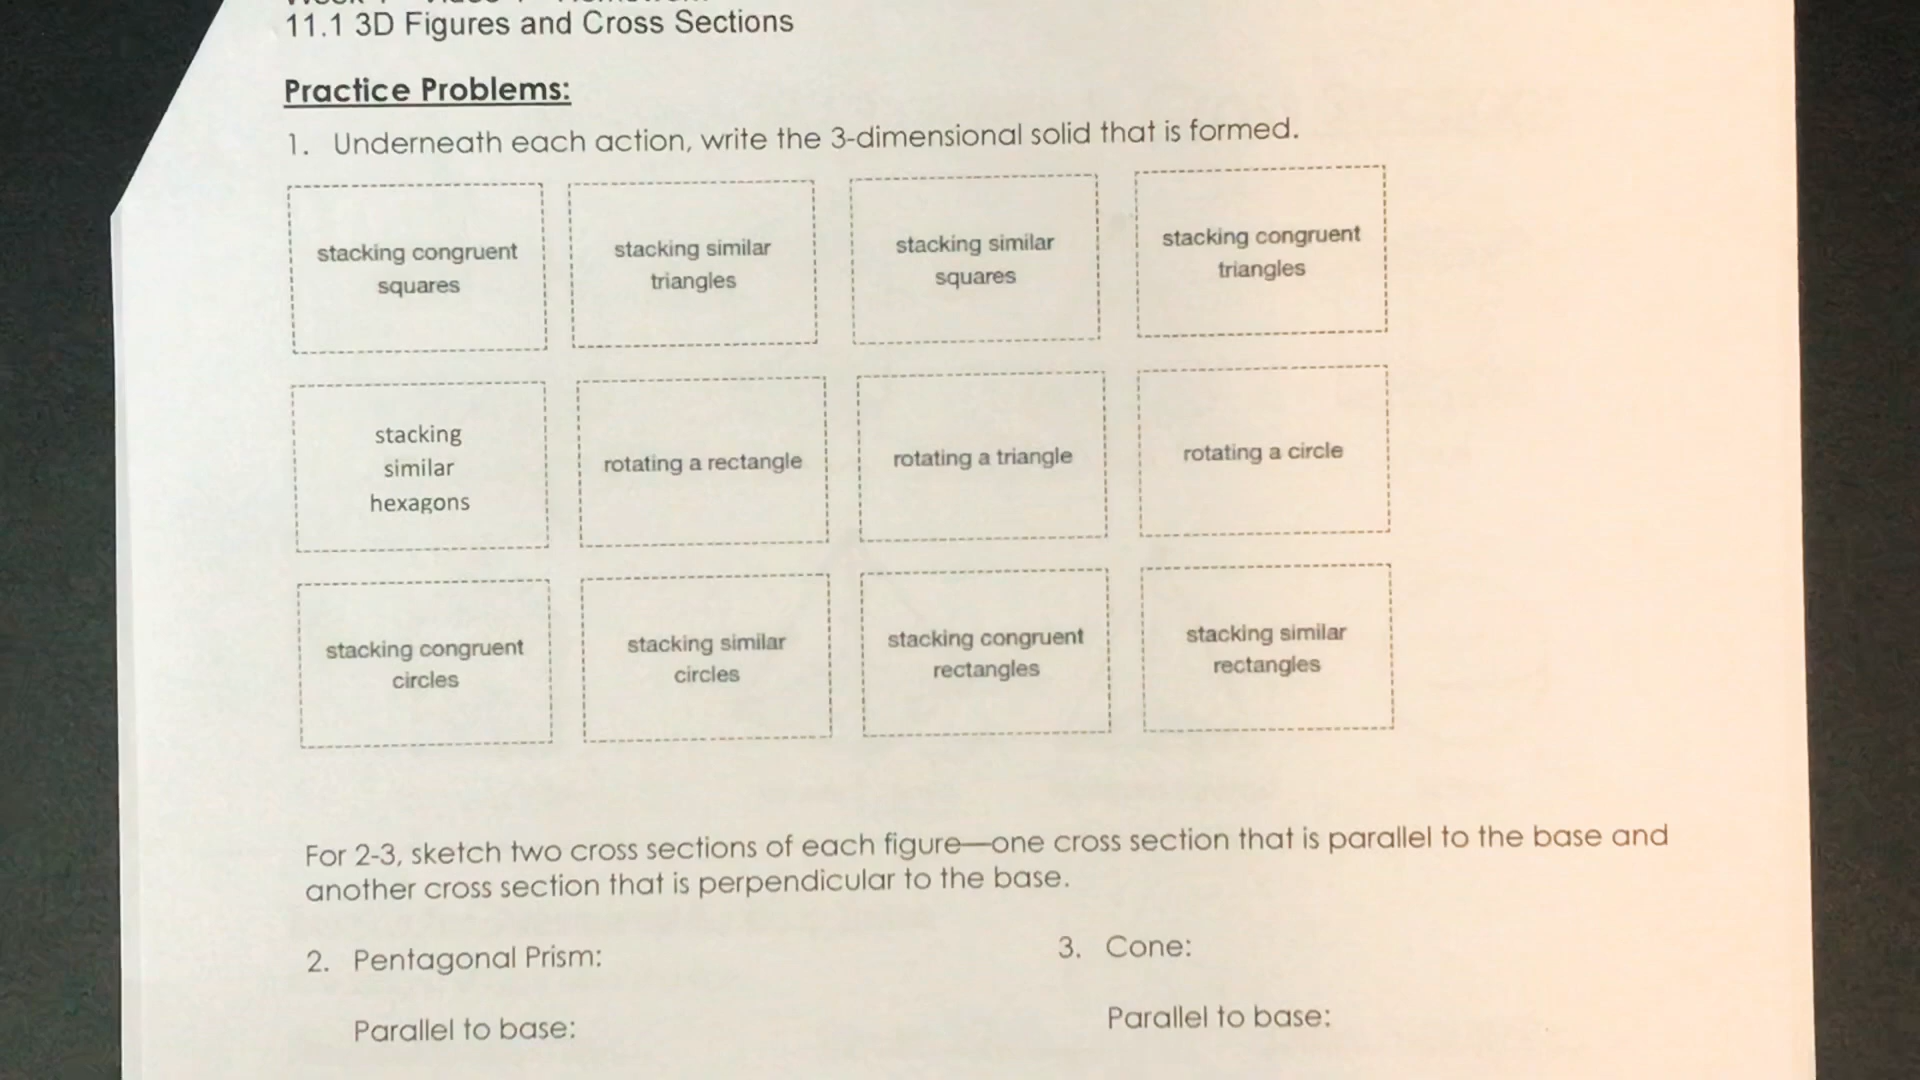 11.1 3D Figures and Cross Sections
Practice Problems:
1. Underneath each action, write the 3-dimensional solid that is formed.
stacking congruent
squares
stacking similar
triangles
stacking similar
squares
stacking congruent
triangles
stacking
similar
hexagons
rotating a rectangle
rotating a triangle
rotating a circle
stacking congruent
circles
stacking similar
circles
stacking congruent
rectangles
stacking similar
rectangles
For 2-3, sketch two cross sections of each figure—one cross section that is parallel to the base and
another cross section that is perpendicular to the base.
2. Pentagonal Prism:
Parallel to base:
3. Cone:
Parallel to base: